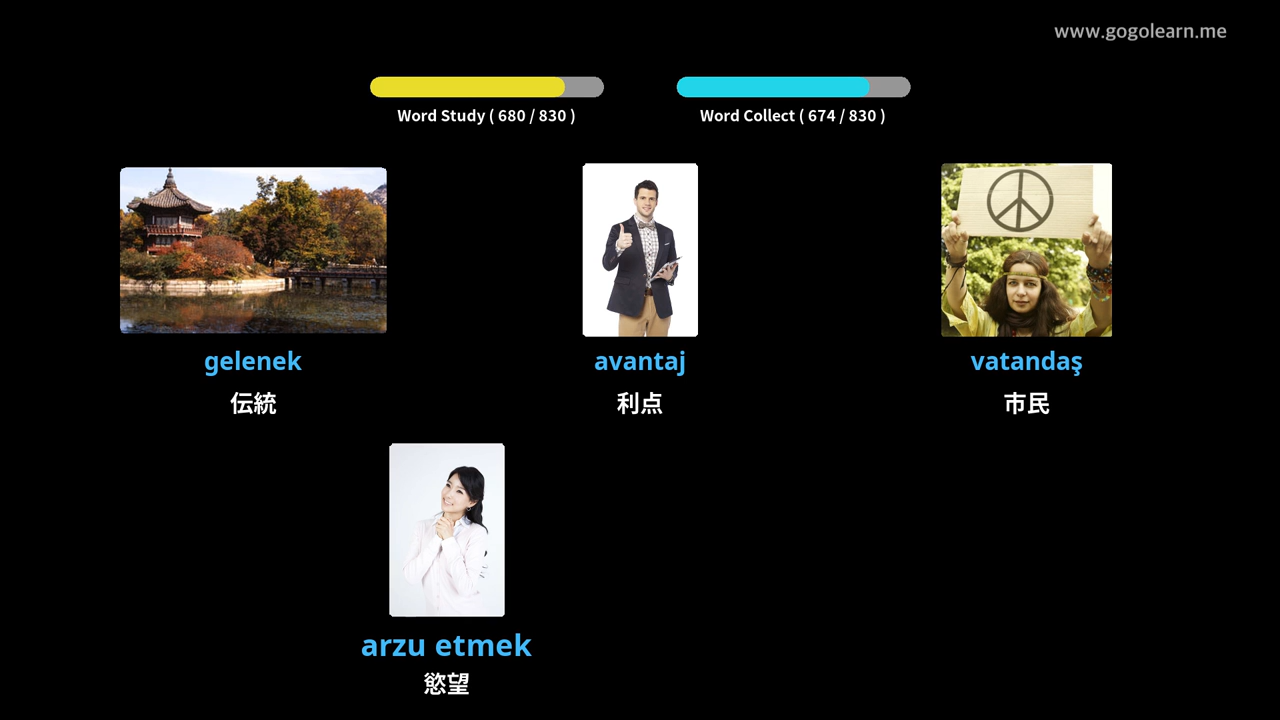 www.gogolearn.me
Word Study ( 680 / 830 )
Word Collect ( 674 / 830 )
gelenek
avantaj
vatandaş
伝統
利点
市民
arzu etmek
慾望